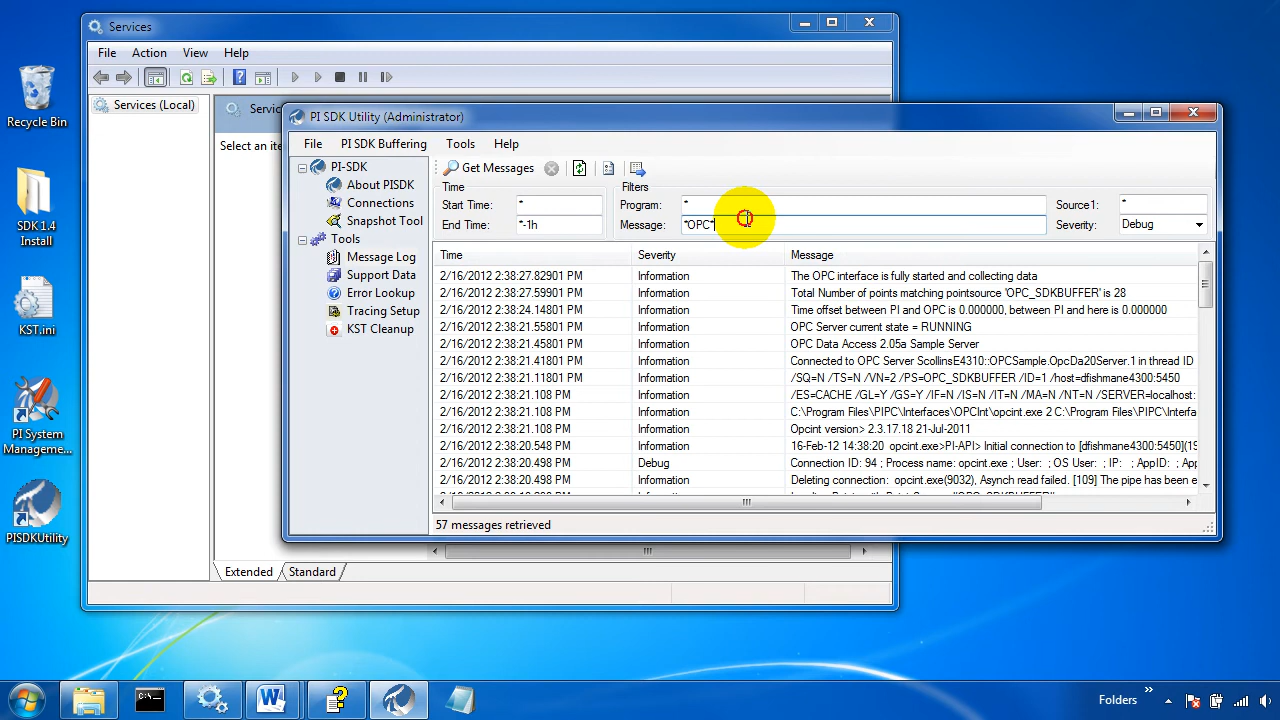 Recycle Bin
SDK 1.4
Install
KST.ini
PI System
Manageme...
PISDKUtility
Services
File Action View Help
Services (Local)
Select an ite
Extended Standard
PI SDK Utility (Administrator)
File PI SDK Buffering Tools Help
PI-SDK
About PISDK
Connections
Snapshot Tool
Tools
Message Log
Support Data
Error Lookup
Tracing Setup
KST Cleanup
Get Messages
Time Filters
Start Time: * Program: * Source1: *
End Time: *-1h Message: *OPC* Severity: Debug
Time Severity Message
2/16/2012 2:38:27.82901 PM Information The OPC interface is fully started and collecting data
2/16/2012 2:38:27.59901 PM Information Total Number of points matching pointsource 'OPC_SDKBUFFER' is 28
2/16/2012 2:38:24.14801 PM Information Time offset between PI and OPC is 0.000000, between PI and here is 0.000000
2/16/2012 2:38:21.55801 PM Information OPC Server current state = RUNNING
2/16/2012 2:38:21.45801 PM Information OPC Data Access 2.05a Sample Server
2/16/2012 2:38:21.41801 PM Information Connected to OPC Server ScollinsE4310::OPCSample.OpcDa20Server.1 in thread ID
2/16/2012 2:38:21.11801 PM Information /SQ=N /TS=N /VN=2 /PS=OPC_SDKBUFFER /ID=1 /host=dfishmane4300:5450
2/16/2012 2:38:21.108 PM Information /ES=CACHE /GL=Y /GS=Y /IF=N /IS=N /IT=N /MA=N /NT=N /SERVER=localhost:
2/16/2012 2:38:21.108 PM Information C:\Program Files\PIPC\Interfaces\OPCInt\opcint.exe 2 C:\Program Files\PIPC\Interfa
2/16/2012 2:38:21.108 PM Information Opcint version> 2.3.17.18 21-Jul-2011
2/16/2012 2:38:20.548 PM Information 16-Feb-12 14:38:20 opcint.exe>PI-API> Initial connection to [dfishmane4300:5450](19
2/16/2012 2:38:20.498 PM Debug Connection ID: 94 ; Process name: opcint.exe ; User: ; OS User: ; IP: ; AppID: ; App
2/16/2012 2:38:20.498 PM Information Deleting connection: opcint.exe(9032), Asynch read failed. [109] The pipe has been e
57 messages retrieved
Folders